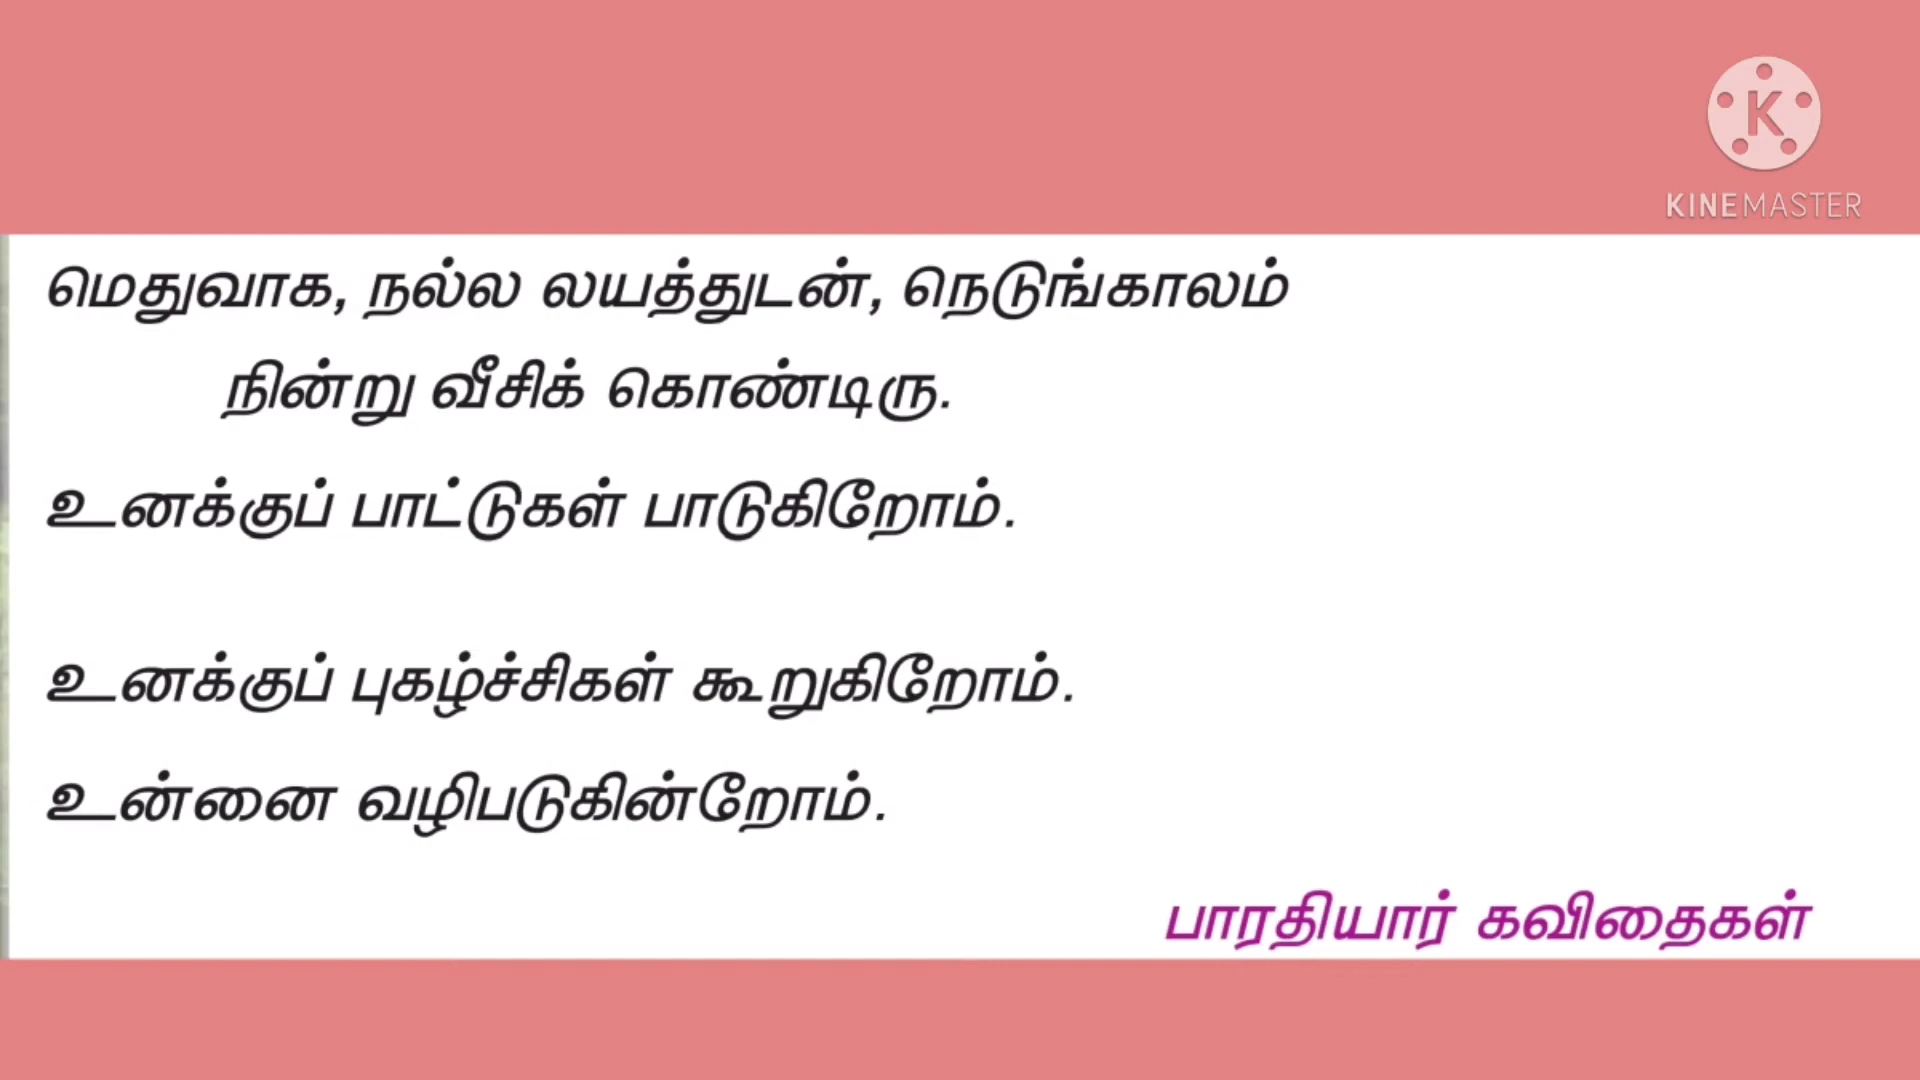 KINEMASTER
மெதுவாக, நல்ல லயத்துடன், நெடுங்காலம்
நின்று வீசிக் கொண்டிரு.
உனக்குப் பாட்டுகள் பாடுகிறோம்.
உனக்குப் புகழ்ச்சிகள் கூறுகிறோம்.
உன்னை வழிபடுகின்றோம்.
பாரதியார் கவிதைகள்